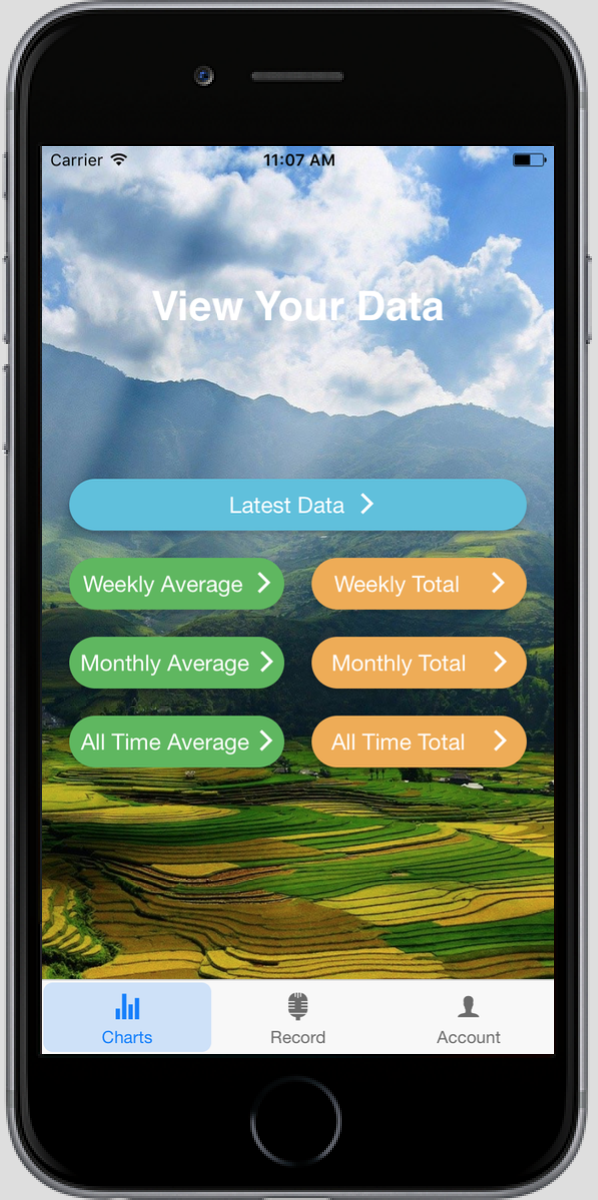 Carrier 11:07 AM
View Your Data
Latest Data
Weekly Average Weekly Total
Monthly Average Monthly Total
All Time Average All Time Total
Charts Record Account